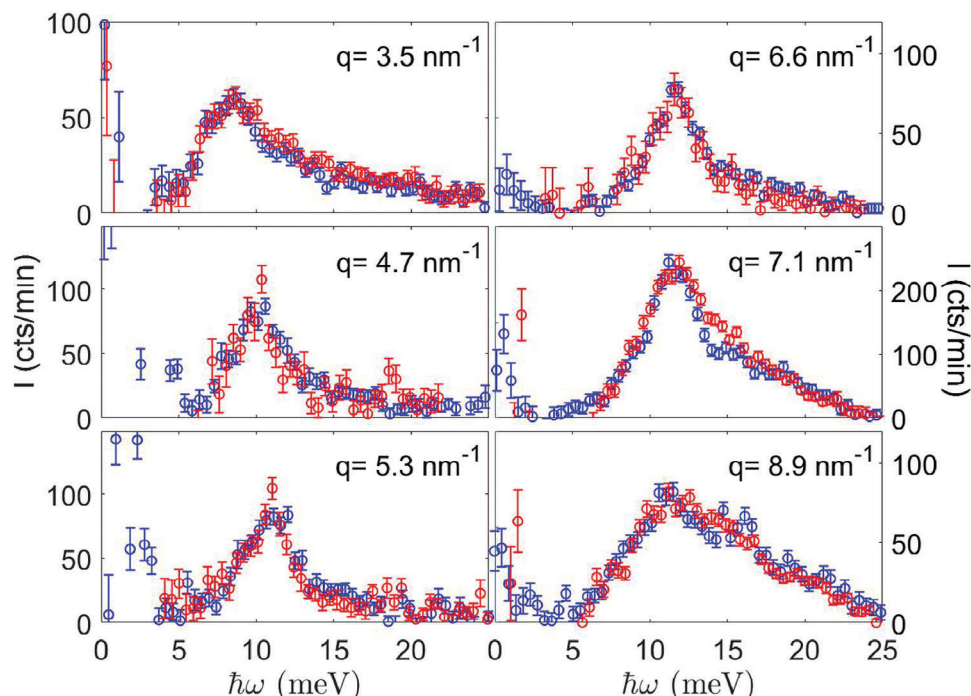 100
50
0
q= 3.5 nm⁻¹
q= 6.6 nm⁻¹
100
50
0
I (cts/min)
100
50
0
q= 4.7 nm⁻¹
q= 7.1 nm⁻¹
200
100
0
I (cts/min)
100
50
0
q= 5.3 nm⁻¹
q= 8.9 nm⁻¹
100
50
0
0 5 10 15 20 0 5 10 15 20 25
ℏω (meV) ℏω (meV)